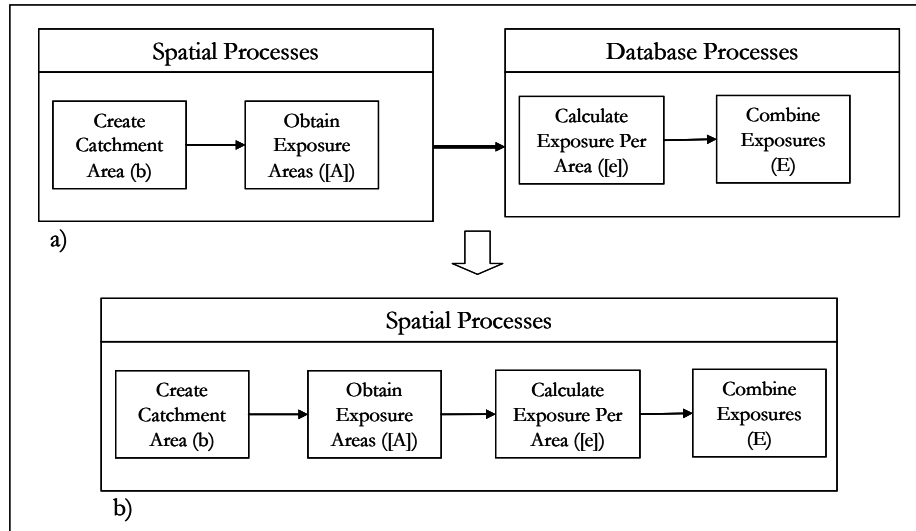 Spatial Processes
Create
Catchment
Area (b)
Obtain
Exposure
Areas ([A])
Database Processes
Calculate
Exposure Per
Area ([e])
Combine
Exposures
(E)
a)
Spatial Processes
Create
Catchment
Area (b)
Obtain
Exposure
Areas ([A])
Calculate
Exposure Per
Area ([e])
Combine
Exposures
(E)
b)